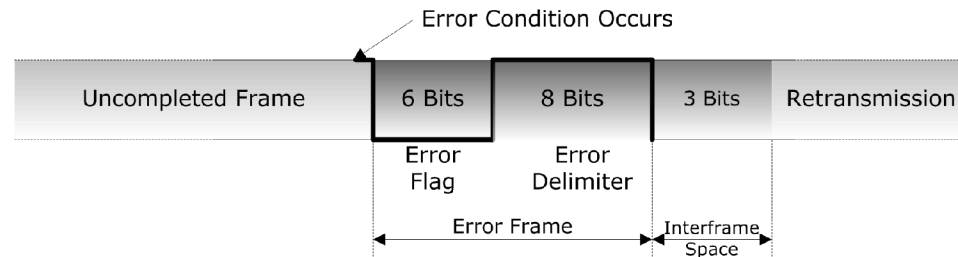 Error Condition Occurs
Uncompleted Frame
6 Bits
8 Bits
3 Bits
Retransmission
Error
Flag
Error
Delimiter
Error Frame
Interframe
Space